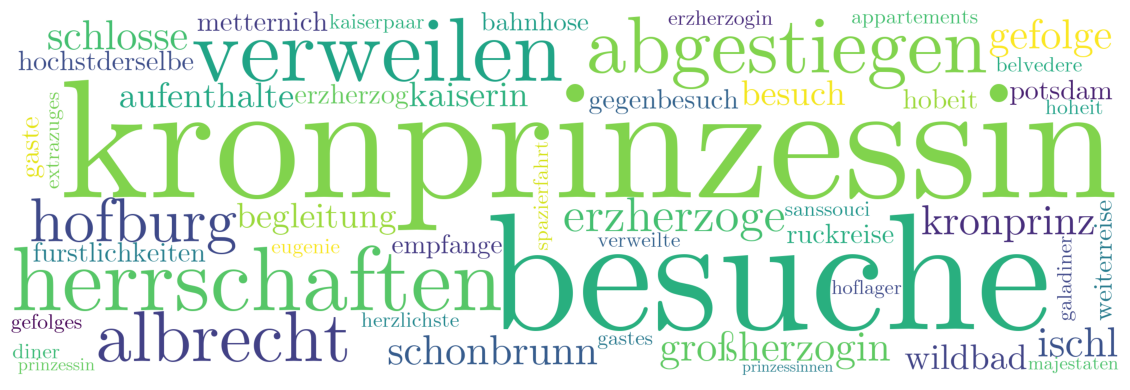 metternich kaiserpaar bahnhose erzherzogin appartements
schlosse verweilen abgestiegen gefolge
hochstderselbe belvedere
aufenthalte erzherzog kaiserin gegenbesuch besuch hobeit potsdam
hoheit
gaste extrazuges kronprinzessin
spazierfahrte
hofburg begleitung erzherzoge sanssouci kronprinz weiterreise
furstlichkeiten eugenie empfange verweilte ruckreise
herrschaften besuche hoflager galadiner
gefolges albrecht herzlichste
diner schonbrunn gastes großherzogin wildbad ischl
prinzessin prinzessinnen majestaten